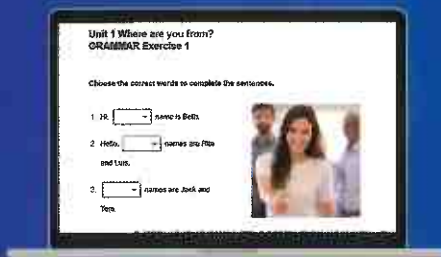 Unit 1 Where are you from?
GRAMMAR Exercise 1
Choose the correct words to complete the sentences.
1. Hi. name is Beth.
2. Hello. names are Rita
and Luis.
3. names are Jack and
Tom.